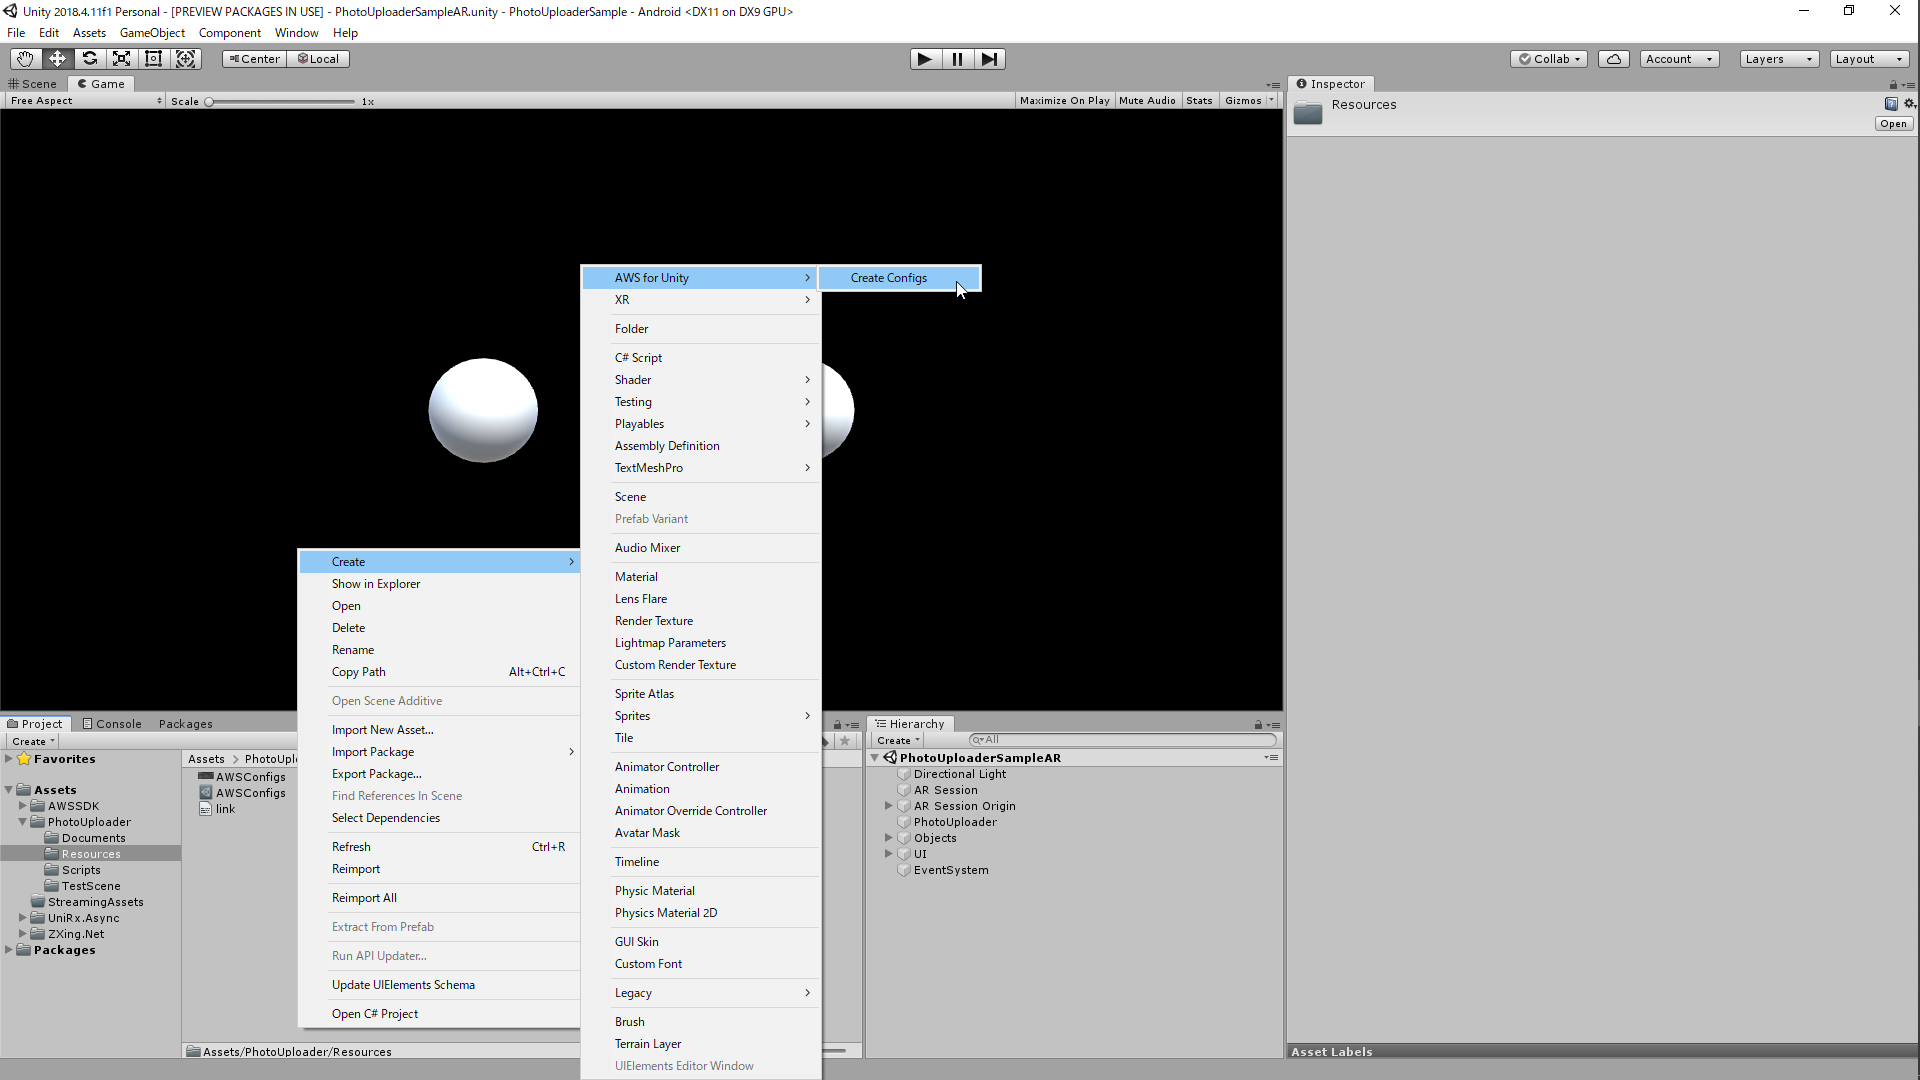 Unity 2018.4.11f1 Personal - [PREVIEW PACKAGES IN USE] - PhotoUploaderSampleAR.unity - PhotoUploaderSample - Android <DX11 on DX9 GPU>
File Edit Assets GameObject Component Window Help
Center Local Collab Account Layers Layout
Scene Game
Free Aspect Scale 1x Maximize On Play Mute Audio Stats Gizmos
Inspector
Resources
Open
AWS for Unity
XR
Folder
C# Script
Shader
Testing
Playables
Assembly Definition
TextMeshPro
Scene
Prefab Variant
Audio Mixer
Material
Lens Flare
Render Texture
Lightmap Parameters
Custom Render Texture
Sprite Atlas
Sprites
Tile
Animator Controller
Animation
Animator Override Controller
Avatar Mask
Timeline
Physic Material
Physics Material 2D
GUI Skin
Custom Font
Legacy
Brush
Terrain Layer
UIElements Editor Window
Create Configs
Create
Show in Explorer
Open
Delete
Rename
Copy Path Alt+Ctrl+C
Open Scene Additive
Import New Asset...
Import Package
Export Package...
Find References In Scene
Select Dependencies
Refresh Ctrl+R
Reimport
Reimport All
Extract From Prefab
Run API Updater...
Update UIElements Schema
Open C# Project
Project Console Packages
Create
Favorites
Assets
AWSSDK
PhotoUploader
Documents
Resources
Scripts
TestScene
StreamingAssets
UniRx.Async
ZXing.Net
Packages
Assets > PhotoUpl
AWSConfigs
AWSConfigs
link
Assets/PhotoUploader/Resources
Hierarchy
Create All
PhotoUploaderSampleAR
Directional Light
AR Session
AR Session Origin
PhotoUploader
Objects
UI
EventSystem
Asset Labels